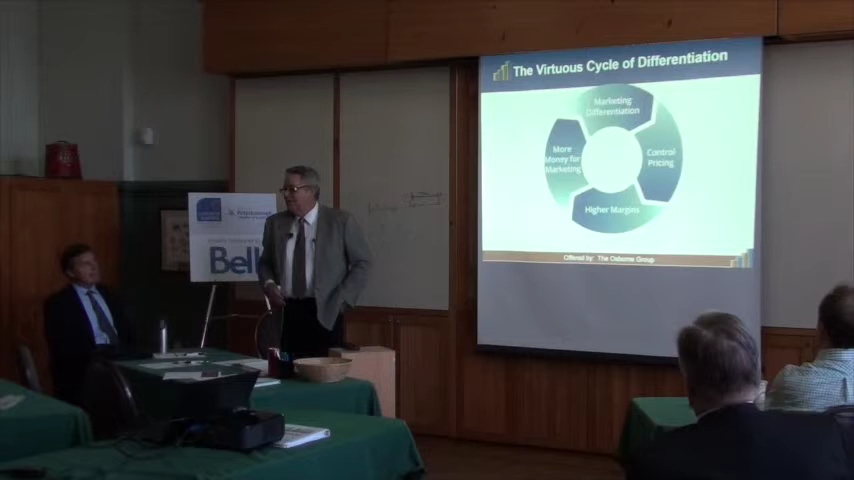 The Virtuous Cycle of Differentiation
Marketing
Differentiation
More
Money for
Marketing
Control
Pricing
Higher Margins
Offered by: The Osborne Group
Bell